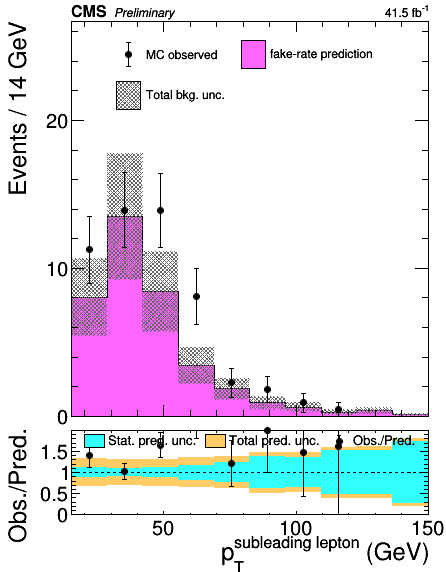 CMS Preliminary 41.5 fb-1
Events / 14 GeV
MC observed
fake-rate prediction
Total bkg. unc.
20
10
0
Obs./Pred.
Stat. pred. unc. Total pred. unc. Obs./Pred.
1.5
1
0.5
0
50 100 150
pT subleading lepton (GeV)